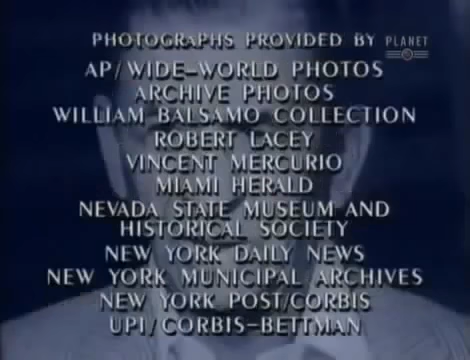 PHOTOGRAPHS PROVIDED BY
PLANET
AP/WIDE-WORLD PHOTOS
ARCHIVE PHOTOS
WILLIAM BALSAMO COLLECTION
ROBERT LACEY
VINCENT MERCURIO
MIAMI HERALD
NEVADA STATE MUSEUM AND
HISTORICAL SOCIETY
NEW YORK DAILY NEWS
NEW YORK MUNICIPAL ARCHIVES
NEW YORK POST/CORBIS
UPI/CORBIS-BETTMAN